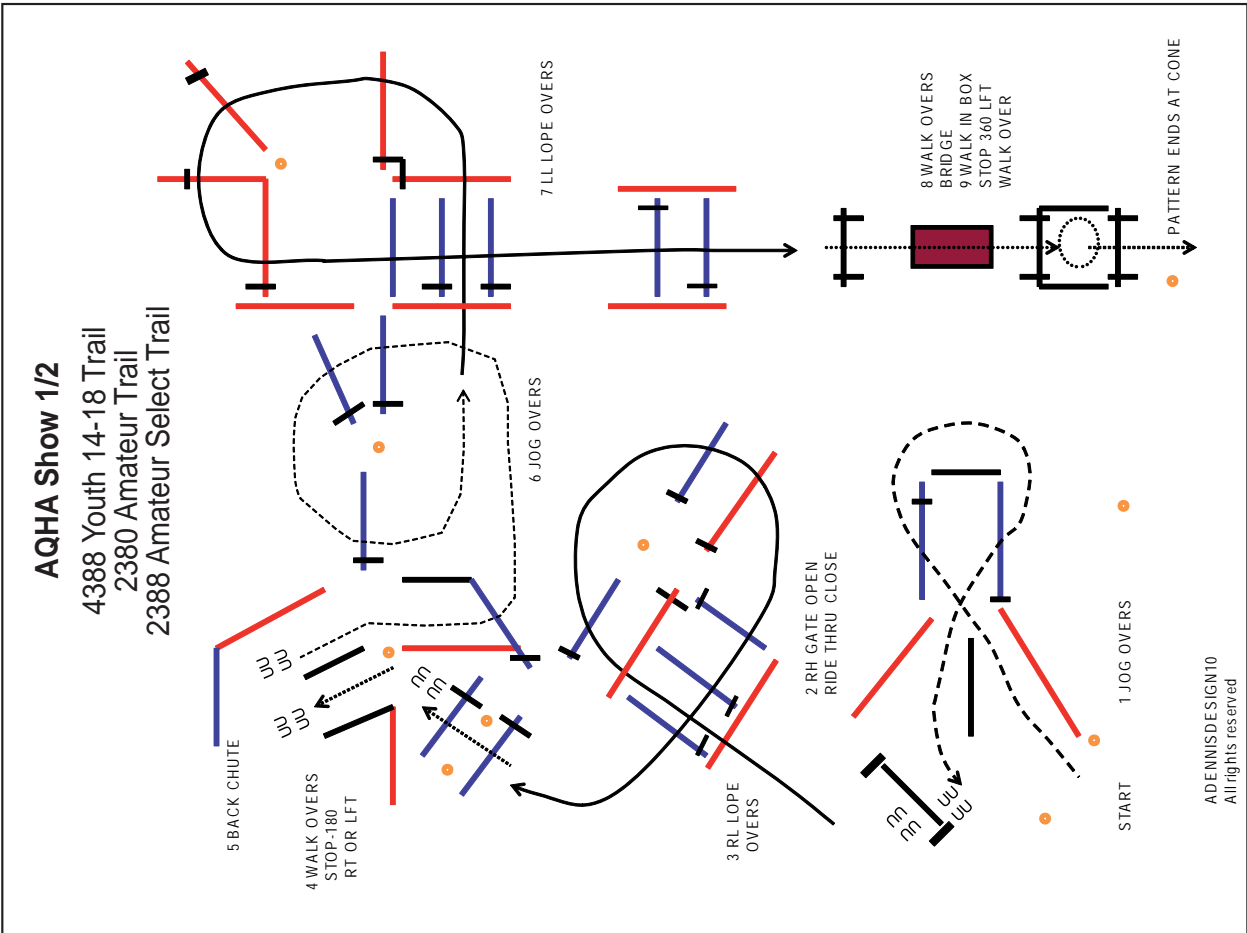 AQHA Show 1/2
4388 Youth 14-18 Trail
2380 Amateur Trail
2388 Amateur Select Trail
START
1 JOG OVERS
2 RH GATE OPEN
RIDE THRU CLOSE
3 RL LOPE
OVERS
4 WALK OVERS
STOP-180
RT OR LFT
5 BACK CHUTE
6 JOG OVERS
7 LL LOPE OVERS
8 WALK OVERS
BRIDGE
9 WALK IN BOX
STOP 360 LFT
WALK OVER
PATTERN ENDS AT CONE
ADENNISDESIGN10
All rights reserved